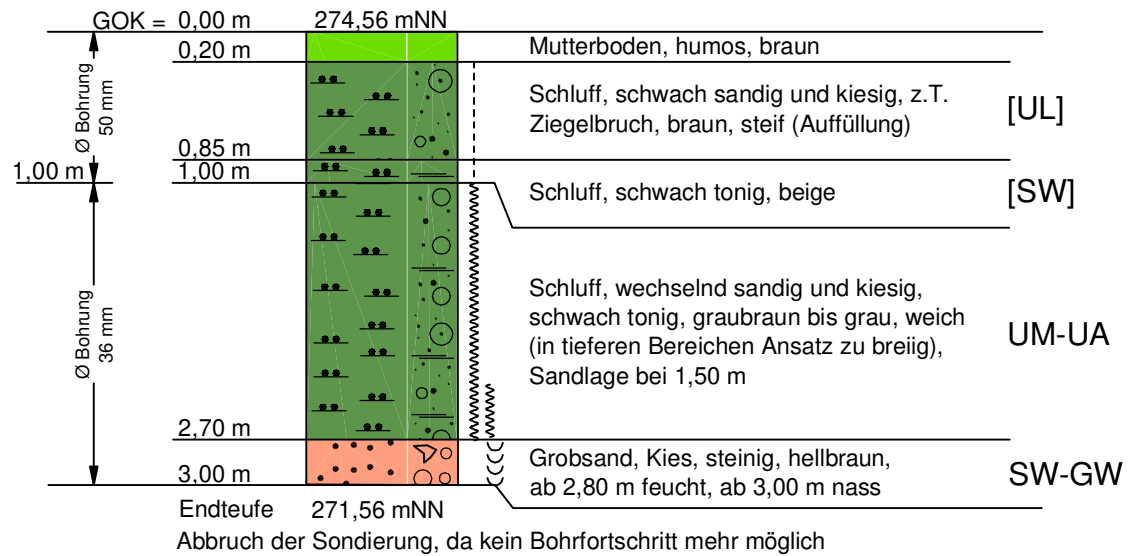 GOK = 0,00 m
274,56 mNN
0,20 m
Mutterboden, humos, braun
Ø Bohrung
50 mm
Schluff, schwach sandig und kiesig, z.T.
Ziegelbruch, braun, steif (Auffüllung)
[UL]
0,85 m
1,00 m
1,00 m
Schluff, schwach tonig, beige
[SW]
Ø Bohrung
36 mm
Schluff, wechselnd sandig und kiesig,
schwach tonig, graubraun bis grau, weich
(in tieferen Bereichen Ansatz zu breiig),
Sandlage bei 1,50 m
UM-UA
2,70 m
Grobsand, Kies, steinig, hellbraun,
ab 2,80 m feucht, ab 3,00 m nass
SW-GW
3,00 m
Endteufe
271,56 mNN
Abbruch der Sondierung, da kein Bohrfortschritt mehr möglich